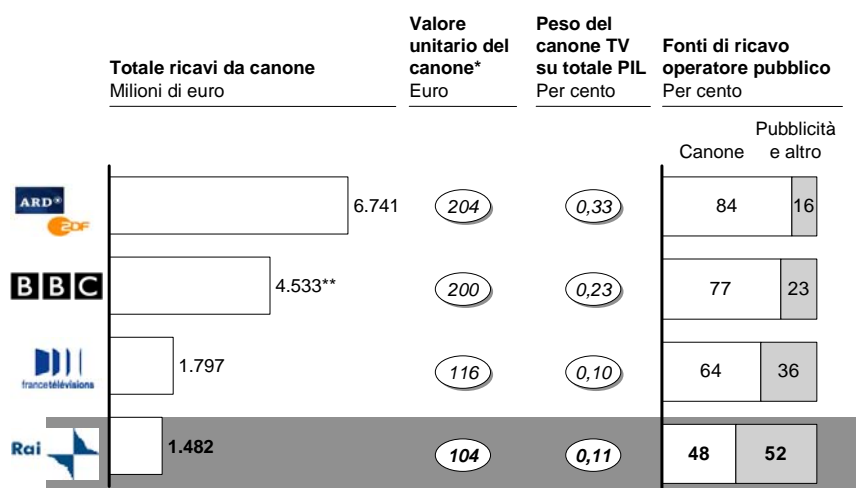 Totale ricavi da canone
Milioni di euro
Valore
unitario del
canone*
Euro
Peso del
canone TV
su totale PIL
Per cento
Fonti di ricavo
operatore pubblico
Per cento
Canone
Pubblicità
e altro
ARD®
ZDF
6.741
204
0,33
84
16
BBC
4.533**
200
0,23
77
23
francetélévisions
1.797
116
0,10
64
36
Rai
1.482
104
0,11
48
52